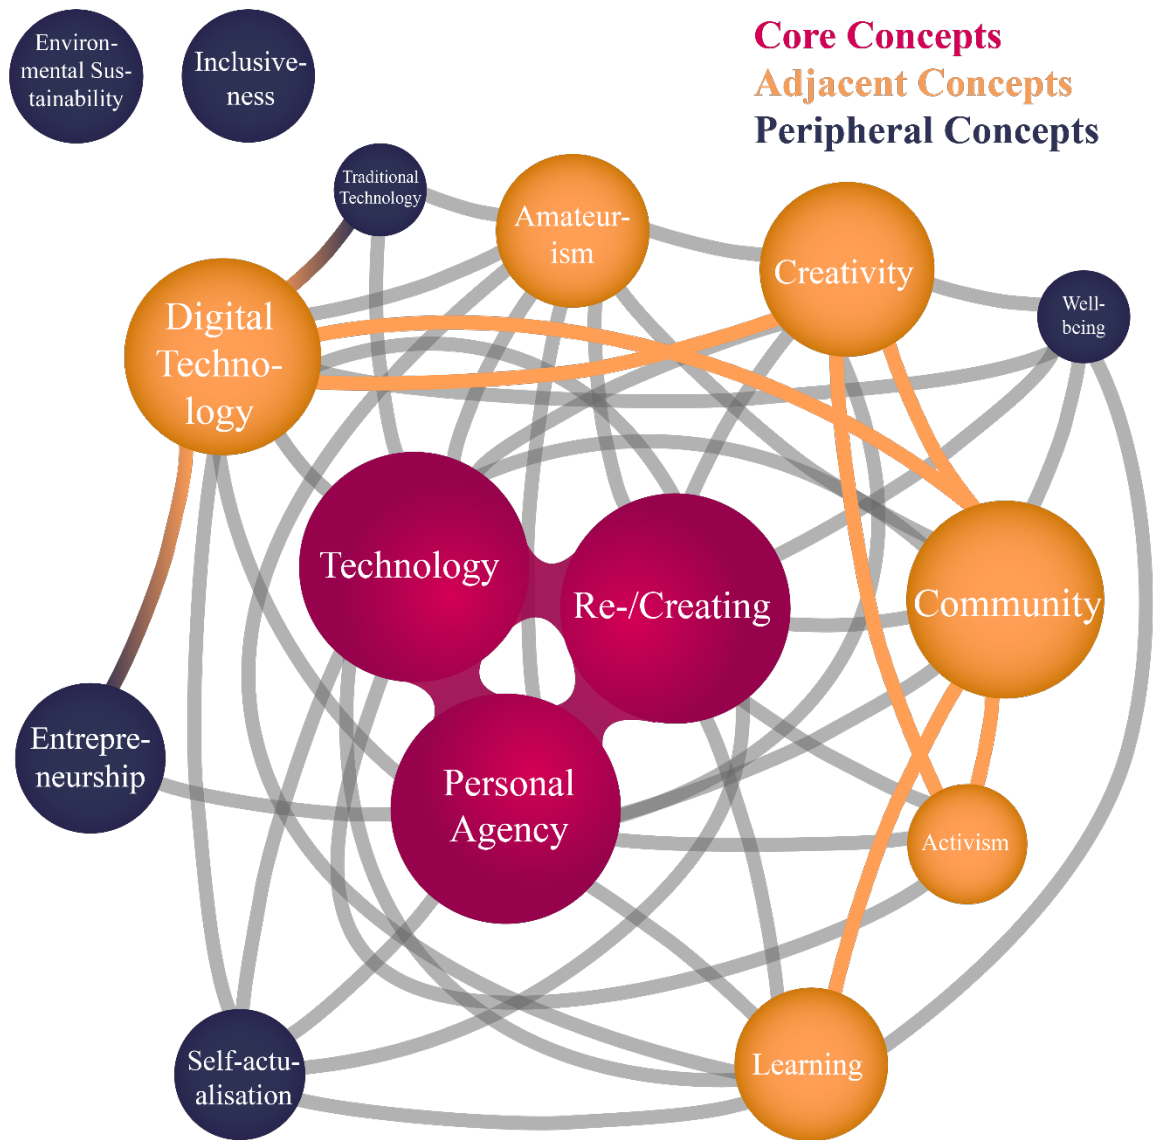 Environ-
mental Sus-
tainability
Inclusive-
ness
Core Concepts
Adjacent Concepts
Peripheral Concepts
Traditional
Technology
Amateur-
ism
Creativity
Well-
being
Digital
Techno-
logy
Technology
Re-/Creating
Community
Entrepre-
neurship
Personal
Agency
Activism
Self-actu-
alisation
Learning